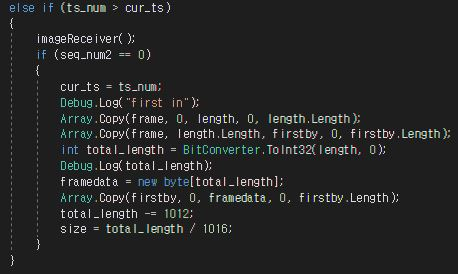 else if (ts_num > cur_ts)
{
imageReceiver();
if (seq_num2 == 0)
{
cur_ts = ts_num;
Debug.Log("first in");
Array.Copy(frame, 0, length, 0, length.Length);
Array.Copy(frame, length.Length, firstby, 0, firstby.Length);
int total_length = BitConverter.ToInt32(length, 0);
Debug.Log(total_length);
framedata = new byte[total_length];
Array.Copy(firstby, 0, framedata, 0, firstby.Length);
total_length -= 1012;
size = total_length / 1016;
}
}